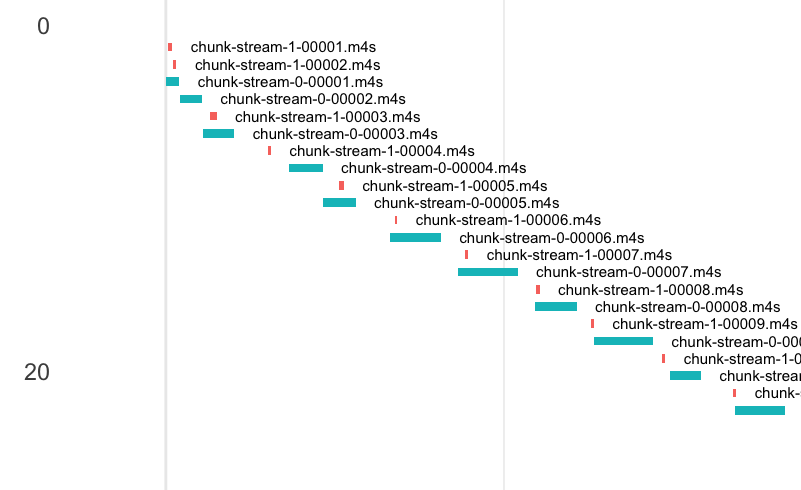 0
chunk-stream-1-00001.m4s
chunk-stream-1-00002.m4s
chunk-stream-0-00001.m4s
chunk-stream-0-00002.m4s
chunk-stream-1-00003.m4s
chunk-stream-0-00003.m4s
chunk-stream-1-00004.m4s
chunk-stream-0-00004.m4s
chunk-stream-1-00005.m4s
chunk-stream-0-00005.m4s
chunk-stream-1-00006.m4s
chunk-stream-0-00006.m4s
chunk-stream-1-00007.m4s
chunk-stream-0-00007.m4s
chunk-stream-1-00008.m4s
chunk-stream-0-00008.m4s
chunk-stream-1-00009.m4s
chunk-stream-0-000
chunk-stream-1-0
20
chunk-strear
chunk-s